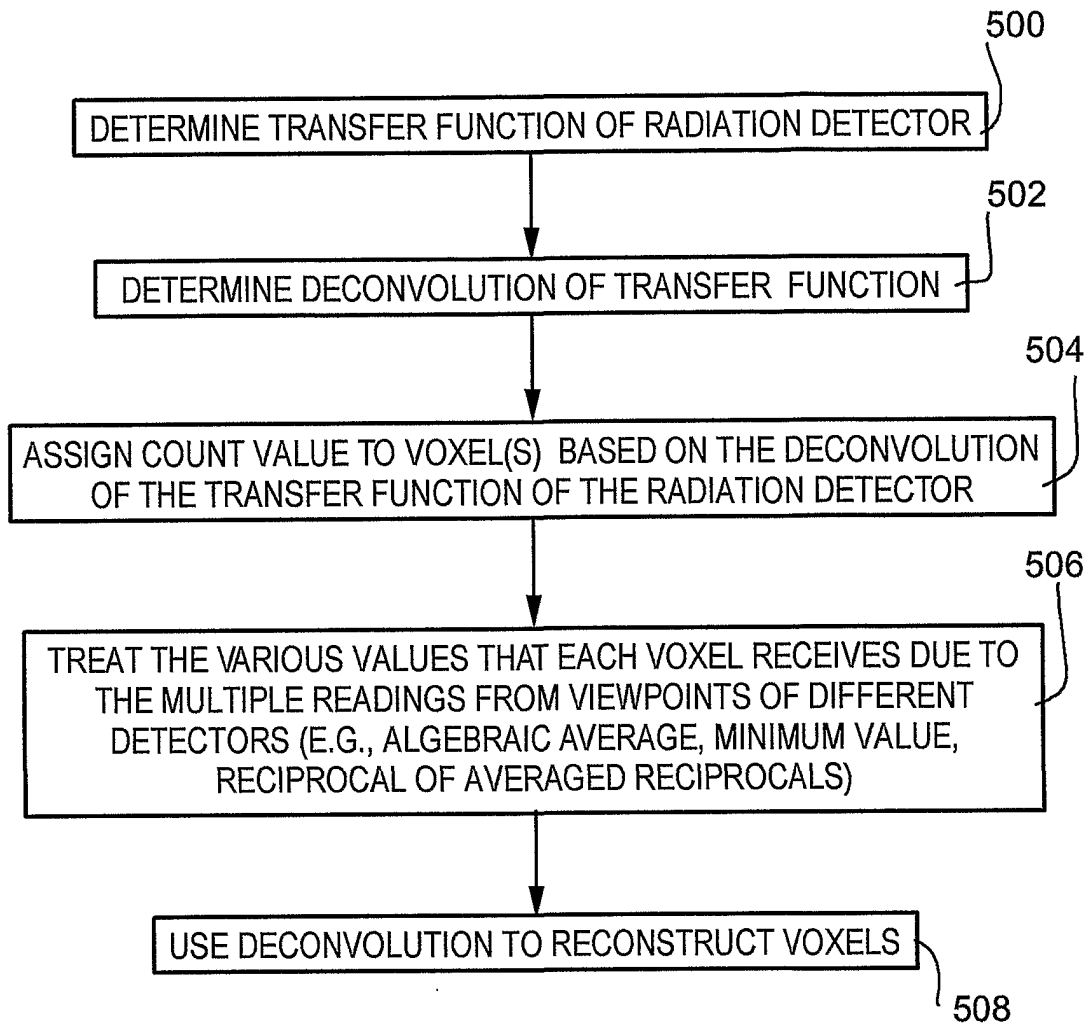 500
DETERMINE TRANSFER FUNCTION OF RADIATION DETECTOR
502
DETERMINE DECONVOLUTION OF TRANSFER FUNCTION
504
ASSIGN COUNT VALUE TO VOXEL(S) BASED ON THE DECONVOLUTION
OF THE TRANSFER FUNCTION OF THE RADIATION DETECTOR
506
TREAT THE VARIOUS VALUES THAT EACH VOXEL RECEIVES DUE TO
THE MULTIPLE READINGS FROM VIEWPOINTS OF DIFFERENT
DETECTORS (E.G., ALGEBRAIC AVERAGE, MINIMUM VALUE,
RECIPROCAL OF AVERAGED RECIPROCALS)
USE DECONVOLUTION TO RECONSTRUCT VOXELS
508